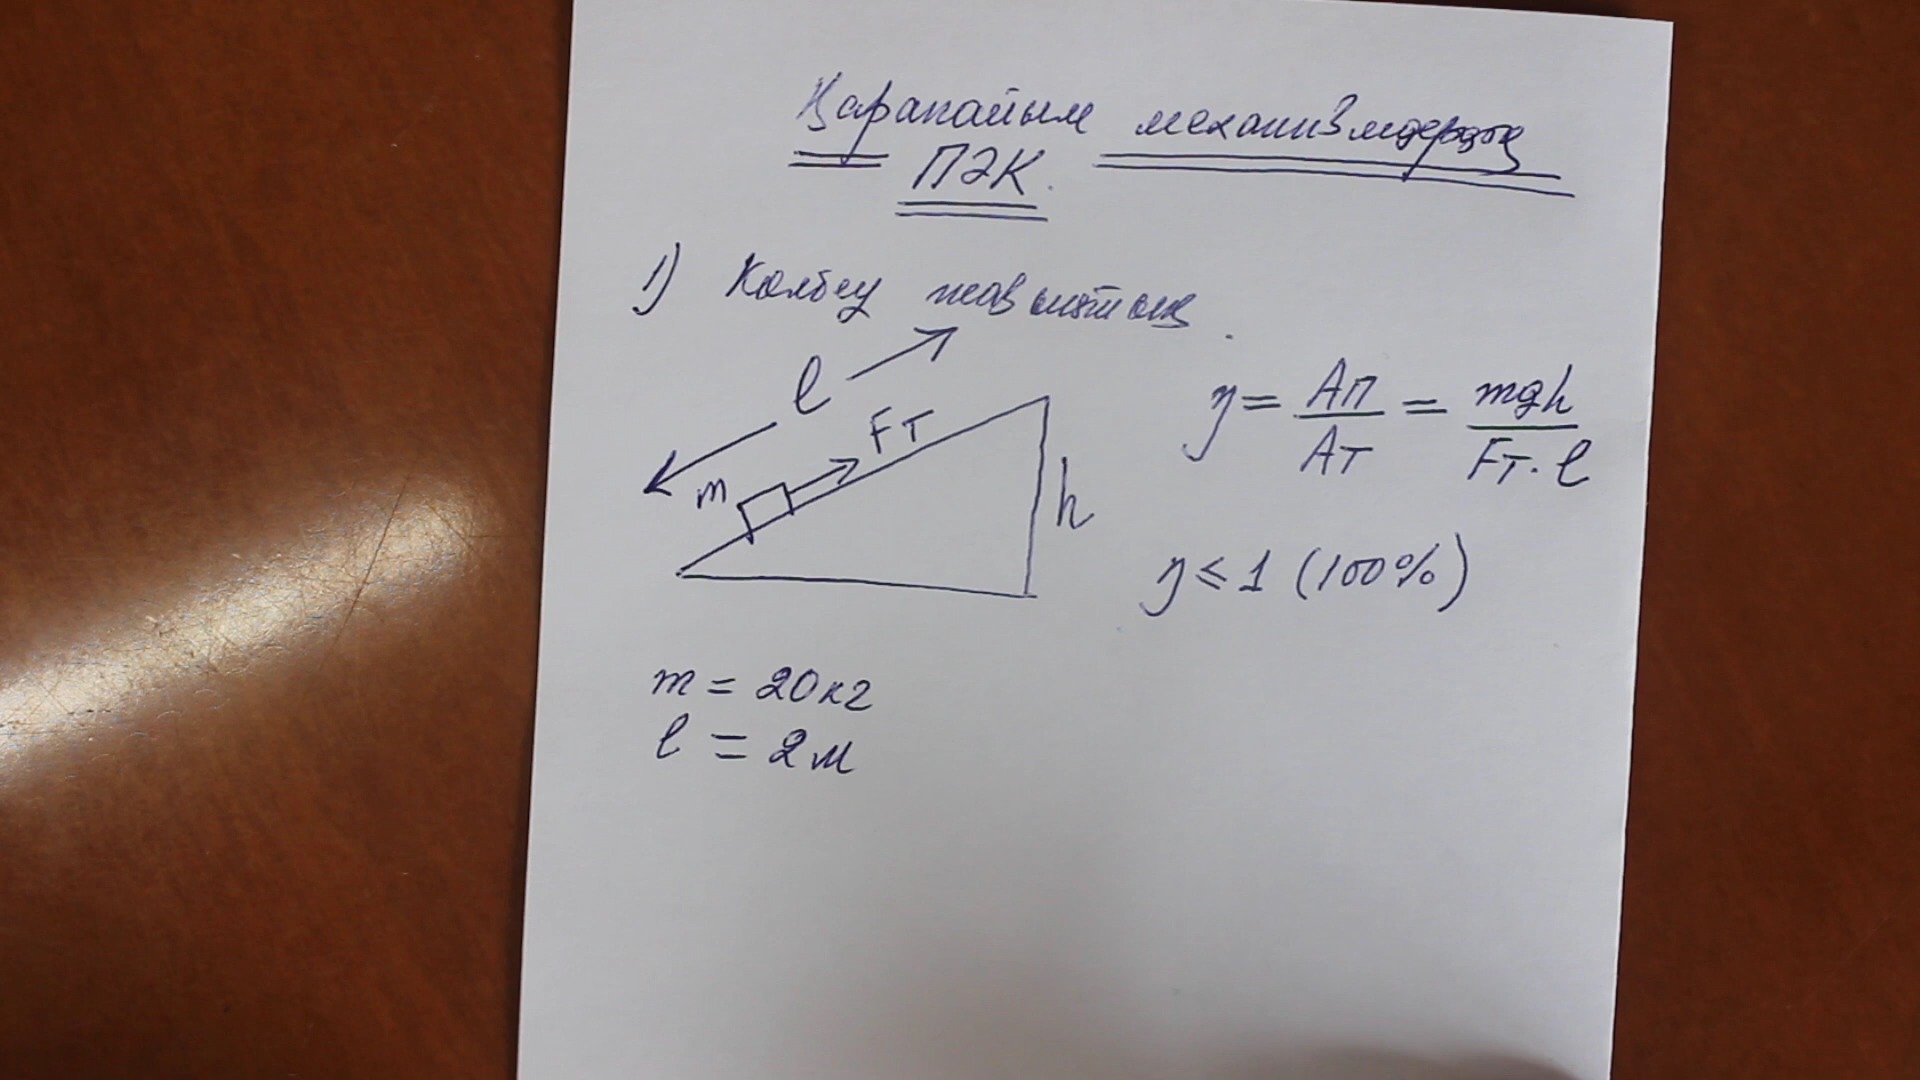 Қарапайым механизмдердің
ПӘК.
1) Көлбеу жазықтық.
l
Fт
m
h
η = Aп / Aт = mgh / Fт · l
η ≤ 1 (100%)
m = 20кг
l = 2м